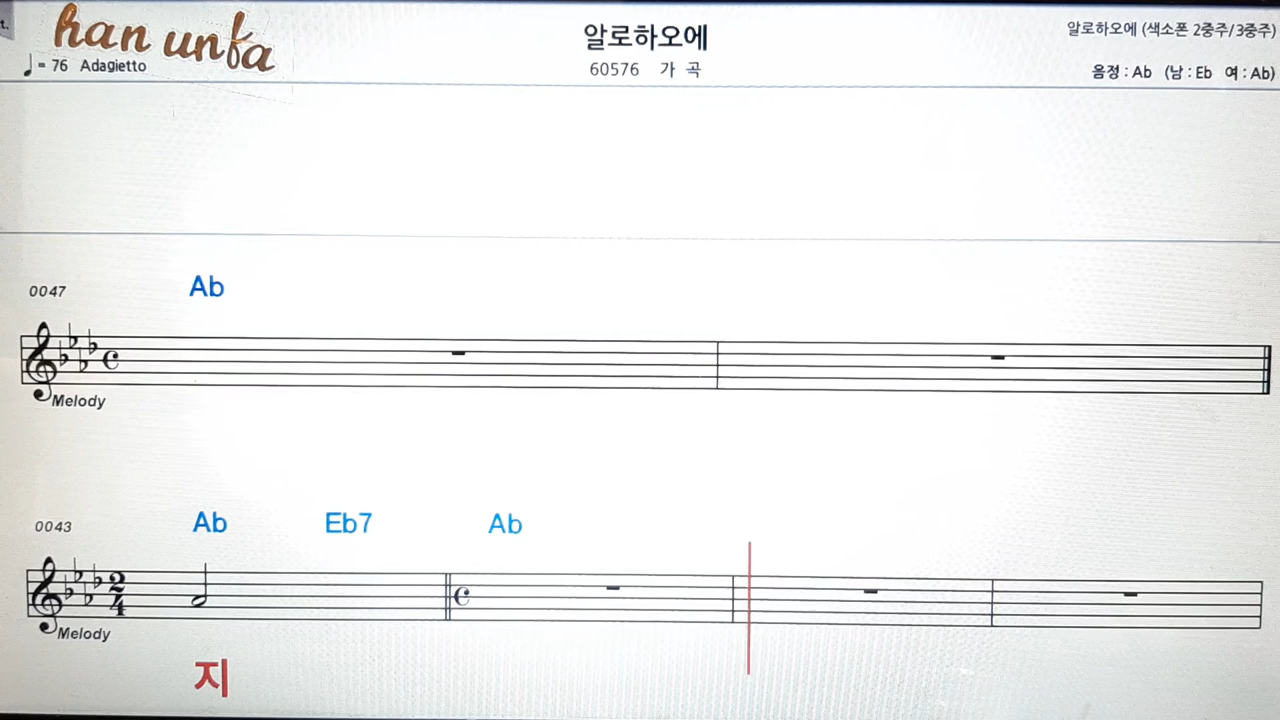 t.
han unfa
♩ = 76 Adagietto
알로하오에
60576 가 곡
알로하오에 (색소폰 2중주/3중주)
음정 : Ab (남 : Eb 여 : Ab)
0047 Ab
Melody
0043 Ab Eb7 Ab
2
4
Melody
지